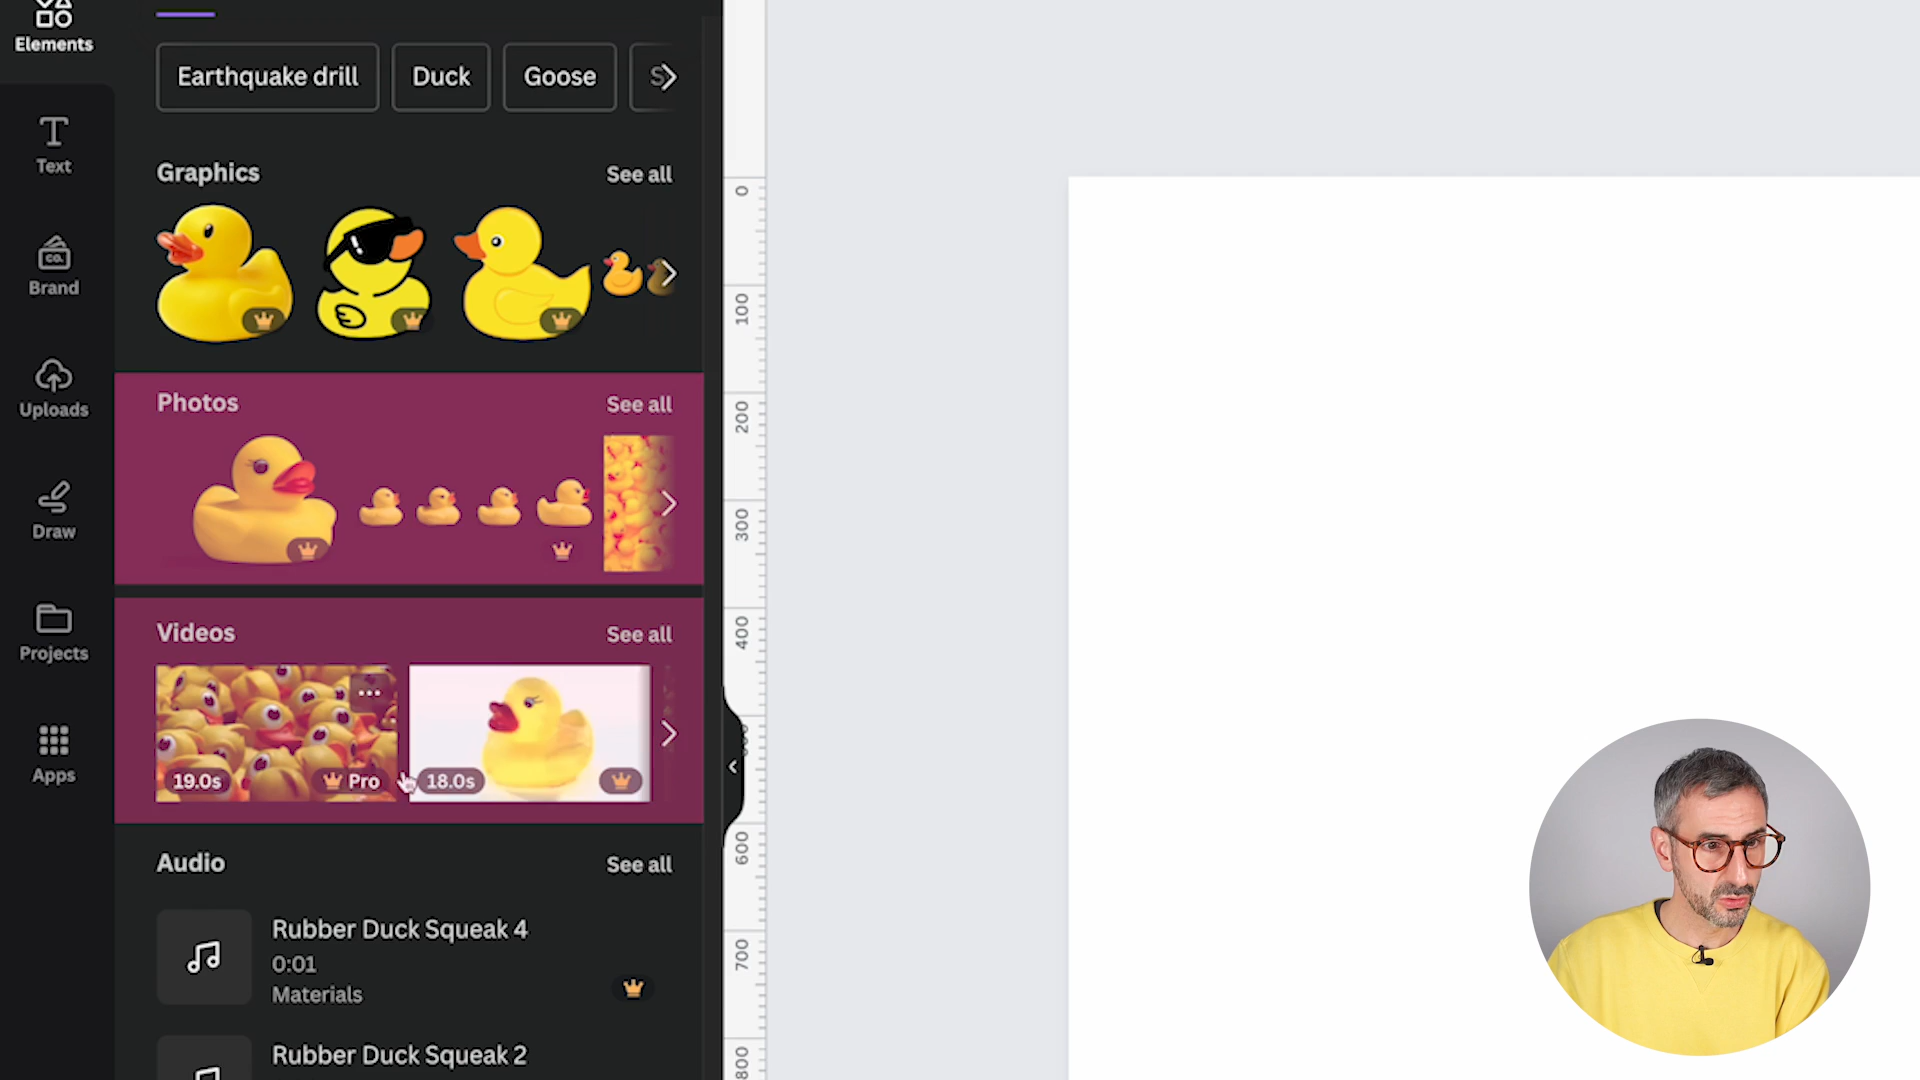 Elements
Text
CO.
Brand
Uploads
Draw
Projects
Apps
Earthquake drill
Duck
Goose
S
Graphics
See all
Photos
See all
Videos
See all
19.0s
Pro
18.0s
Audio
See all
Rubber Duck Squeak 4
0:01
Materials
Rubber Duck Squeak 2
0
100
200
300
400
600
700
800